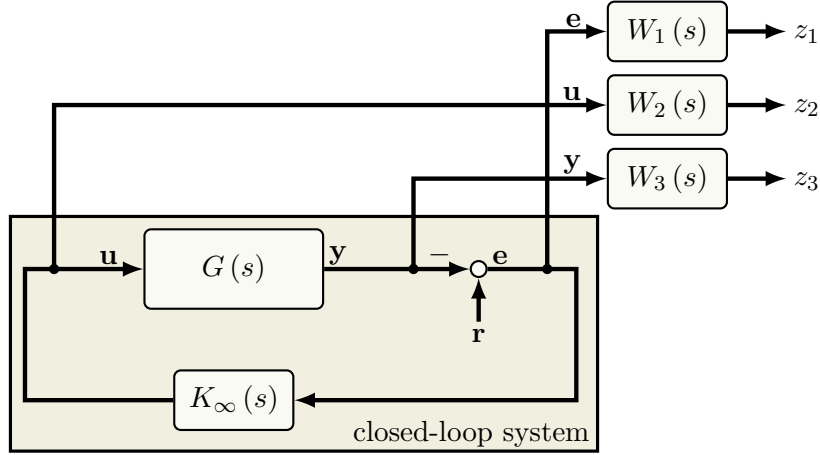 e W₁ (s) z₁
u W₂ (s) z₂
y W₃ (s) z₃
u G (s) y − e
r
K∞ (s)
closed-loop system